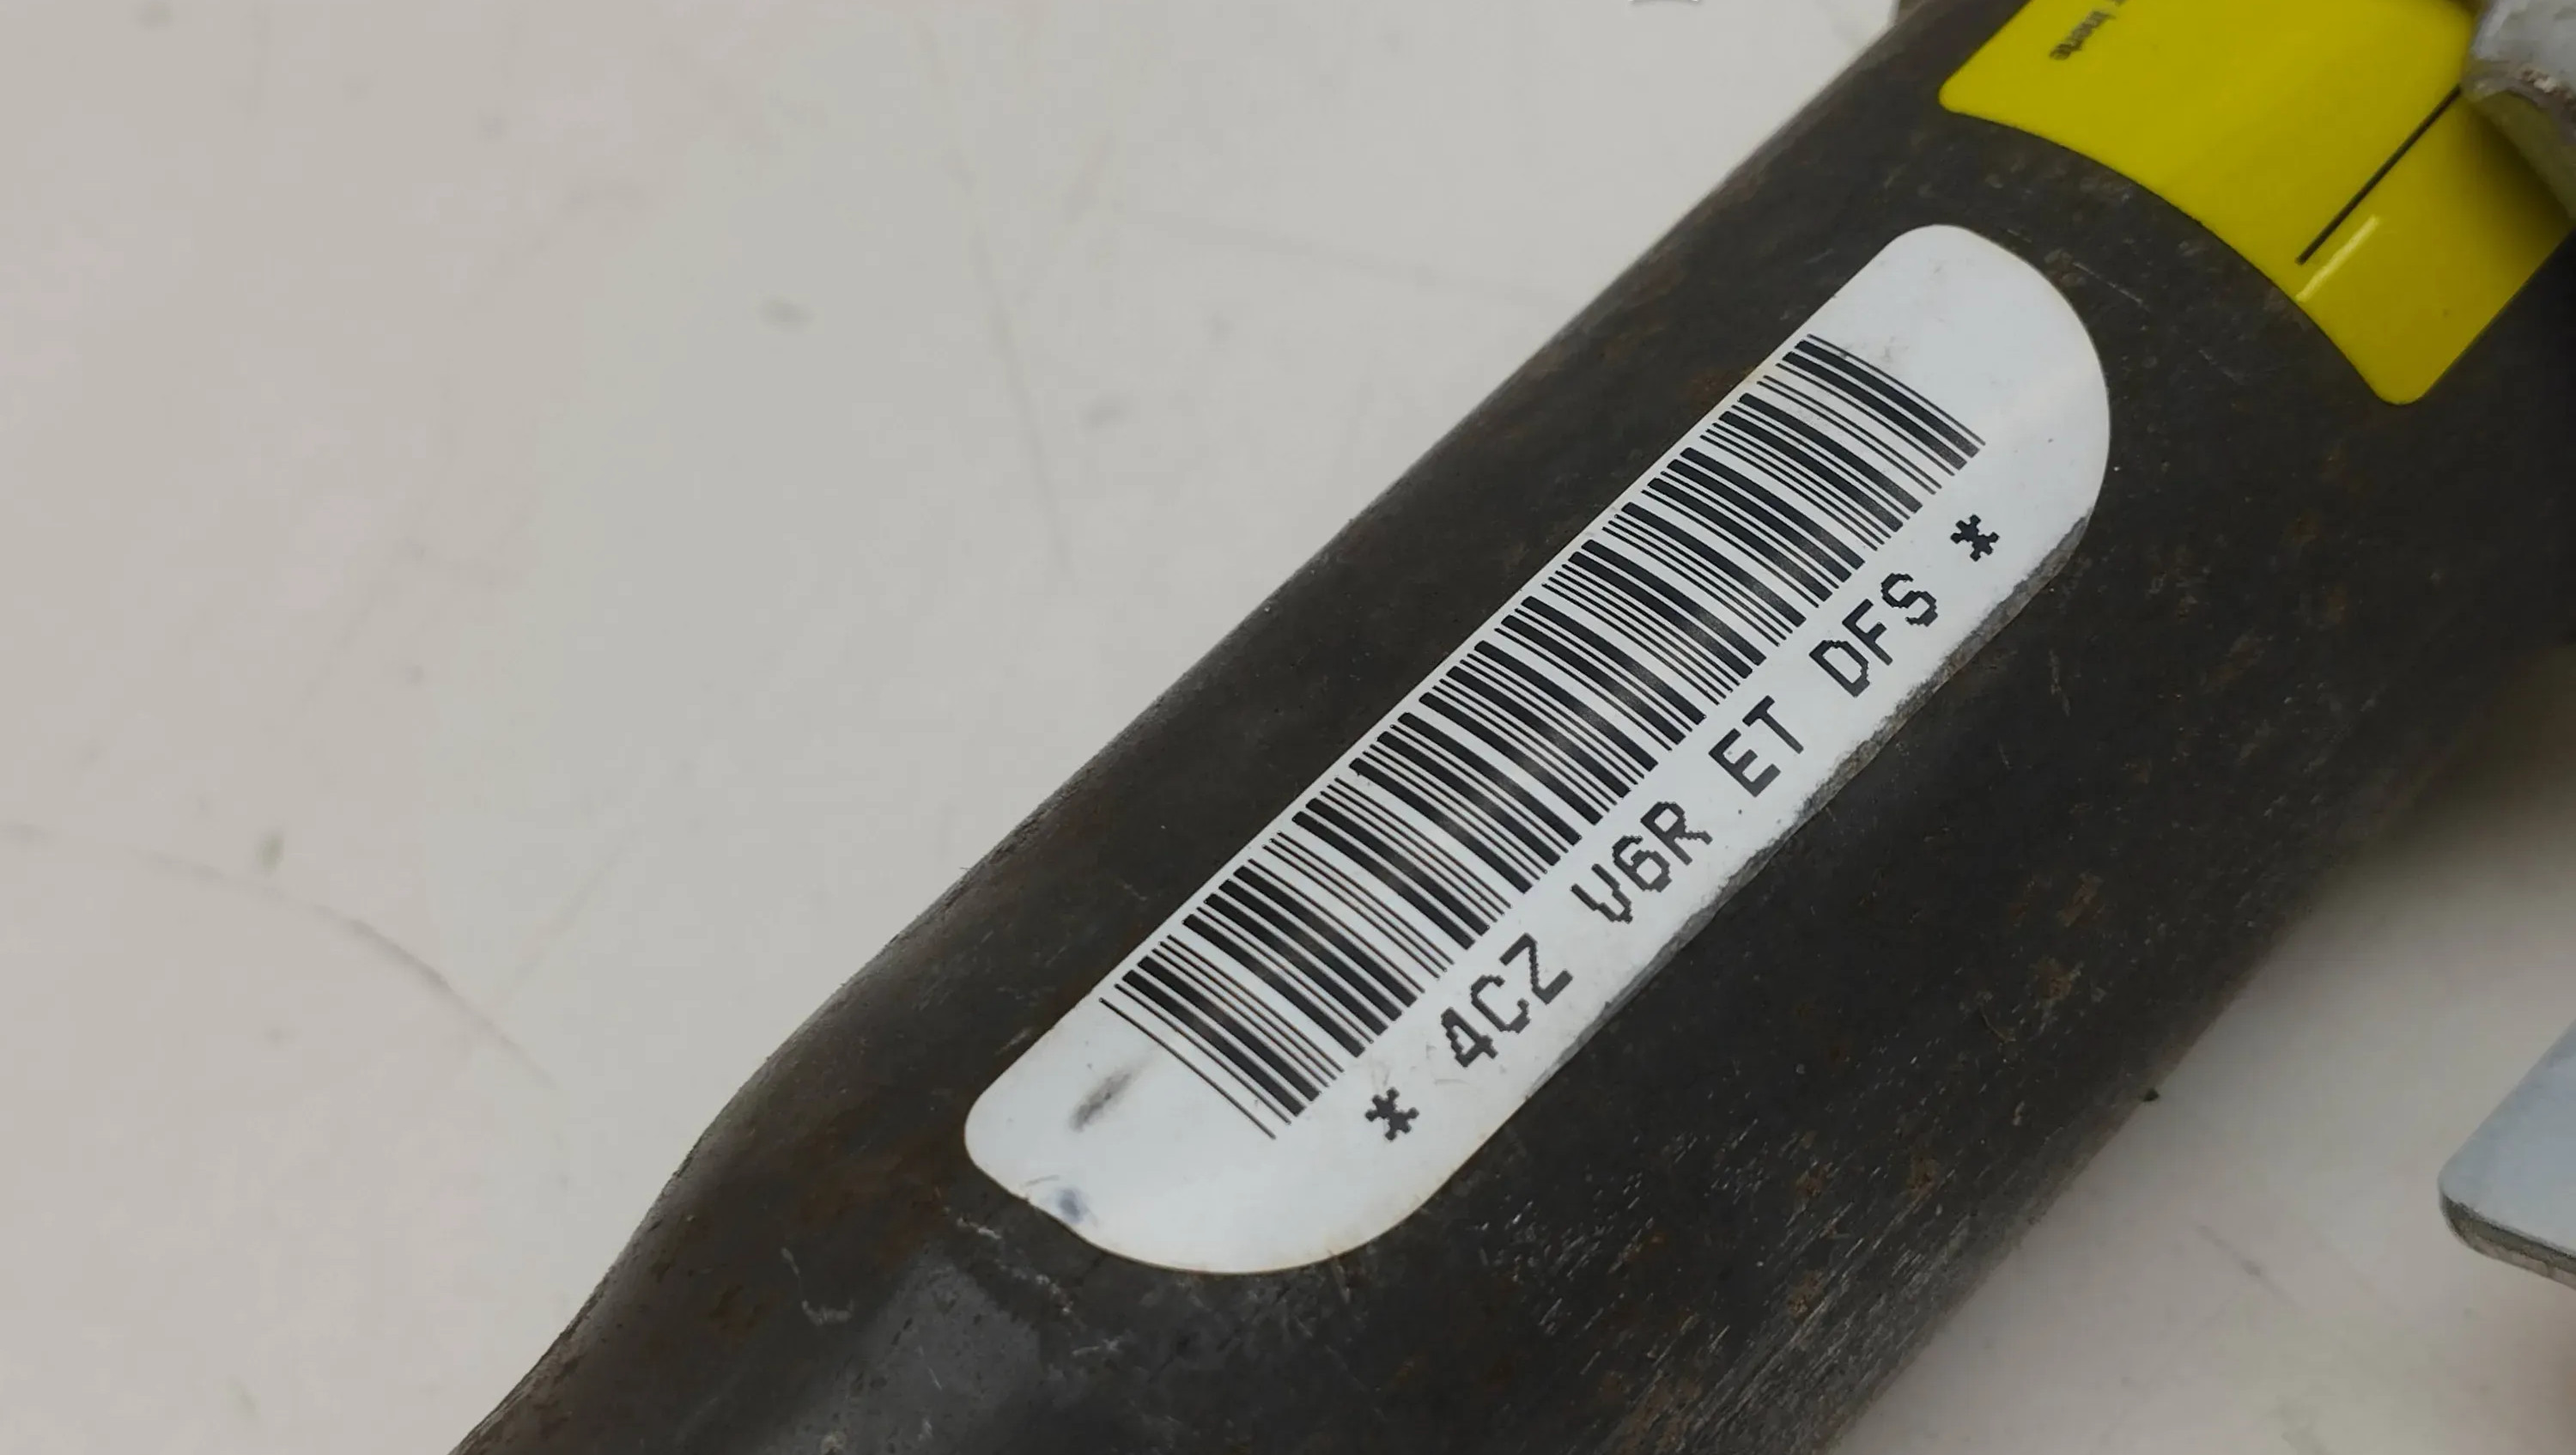 * 4CZ V6R ET DFS *